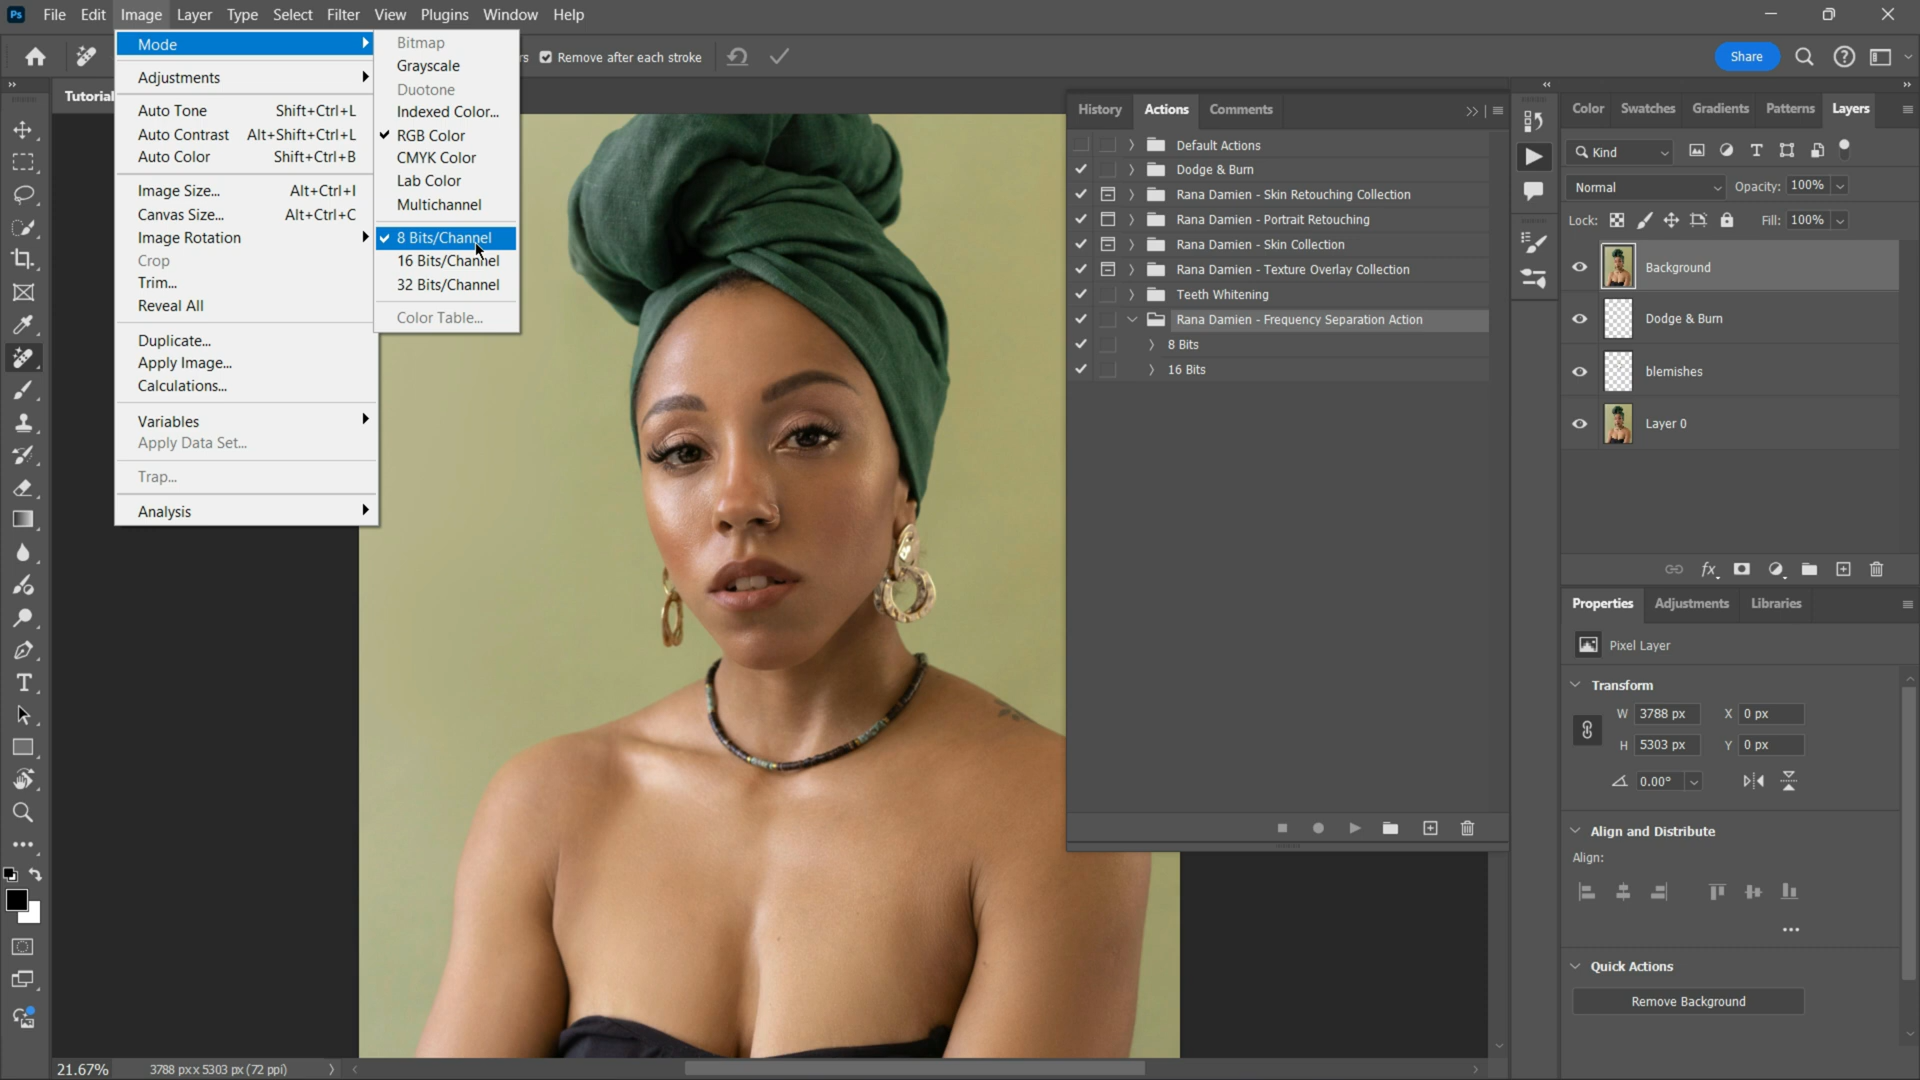 Ps File Edit Image Layer Type Select Filter View Plugins Window Help
Remove after each stroke
Share
Tutorial
Mode
Adjustments
Auto Tone Shift+Ctrl+L
Auto Contrast Alt+Shift+Ctrl+L
Auto Color Shift+Ctrl+B
Image Size... Alt+Ctrl+I
Canvas Size... Alt+Ctrl+C
Image Rotation
Crop
Trim...
Reveal All
Duplicate...
Apply Image...
Calculations...
Variables
Apply Data Set...
Trap...
Analysis
Bitmap
Grayscale
Duotone
Indexed Color...
RGB Color
CMYK Color
Lab Color
Multichannel
8 Bits/Channel
16 Bits/Channel
32 Bits/Channel
Color Table...
History Actions Comments
Default Actions
Dodge & Burn
Rana Damien - Skin Retouching Collection
Rana Damien - Portrait Retouching
Rana Damien - Skin Collection
Rana Damien - Texture Overlay Collection
Teeth Whitening
Rana Damien - Frequency Separation Action
8 Bits
16 Bits
Color Swatches Gradients Patterns Layers
Kind
Normal Opacity: 100%
Lock: Fill: 100%
Background
Dodge & Burn
blemishes
Layer 0
fx
Properties Adjustments Libraries
Pixel Layer
Transform
W 3788 px X 0 px
H 5303 px Y 0 px
0.00°
Align and Distribute
Align:
Quick Actions
Remove Background
21.67% 3788 px x 5303 px (72 ppi)